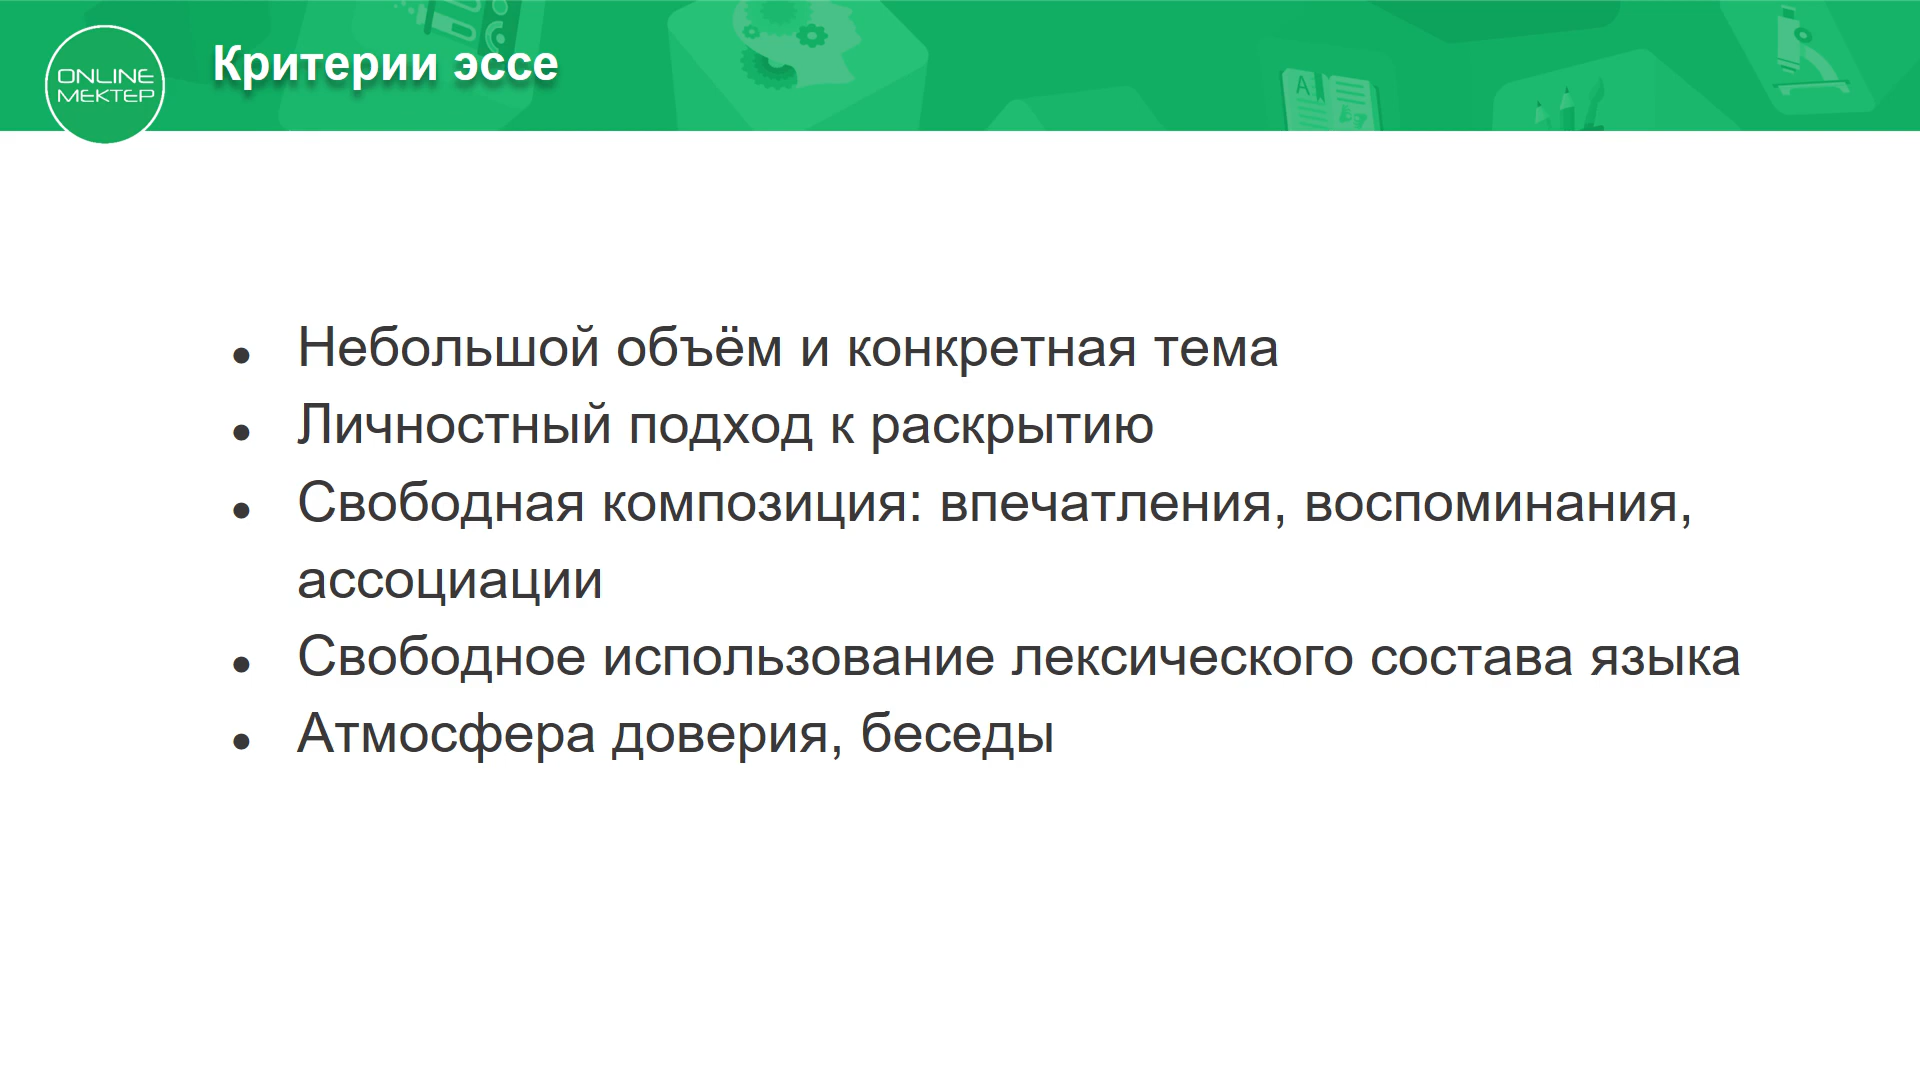 ONLINE
MEKTEP
Критерии эссе
• Небольшой объём и конкретная тема
• Личностный подход к раскрытию
• Свободная композиция: впечатления, воспоминания,
ассоциации
• Свободное использование лексического состава языка
• Атмосфера доверия, беседы
A